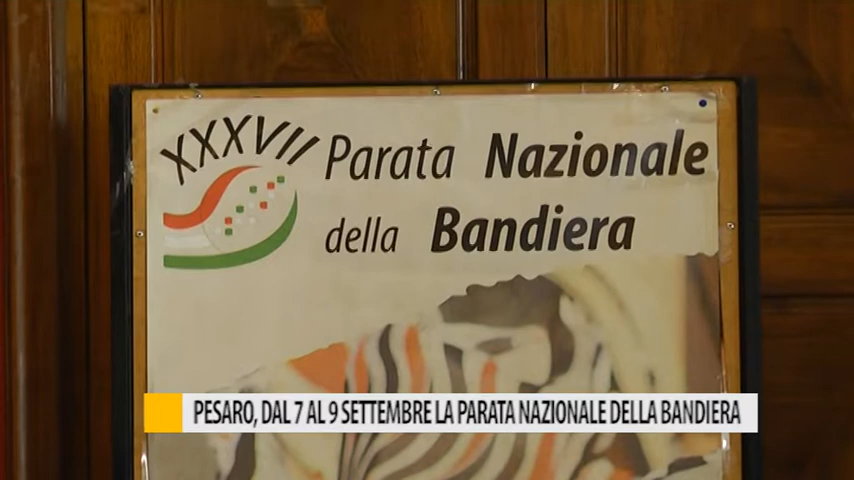 XXXVII
Parata Nazionale
della Bandiera
PESARO, DAL 7 AL 9 SETTEMBRE LA PARATA NAZIONALE DELLA BANDIERA